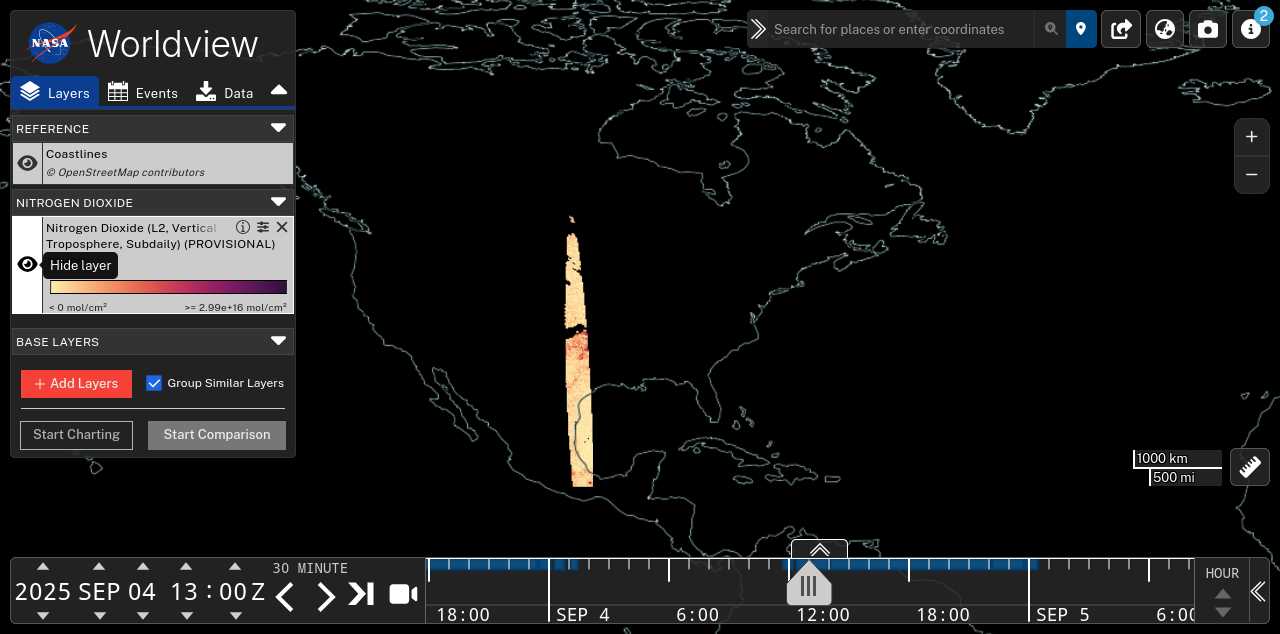 NASA
Worldview
Layers
Events
Data
REFERENCE
Coastlines
© OpenStreetMap contributors
NITROGEN DIOXIDE
Nitrogen Dioxide (L2, Vertical
Troposphere, Subdaily) (PROVISIONAL)
Hide layer
< 0 mol/cm²
>= 2.99e+16 mol/cm²
BASE LAYERS
+ Add Layers
Group Similar Layers
Start Charting
Start Comparison
Search for places or enter coordinates
2
+
−
1000 km
500 mi
2025 SEP 04 13 : 00 Z
30 MINUTE
18:00
SEP 4
6:00
12:00
18:00
SEP 5
6:00
HOUR